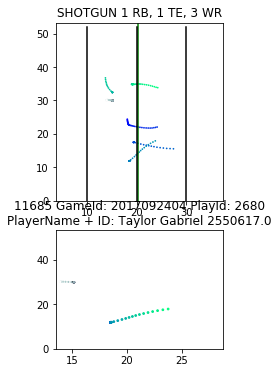 SHOTGUN 1 RB, 1 TE, 3 WR
50
40
30
20
10
0
10 20 30
11685 GameId: 2017092404 PlayId: 2680
PlayerName + ID: Taylor Gabriel 2550617.0
40
20
0
15 20 25